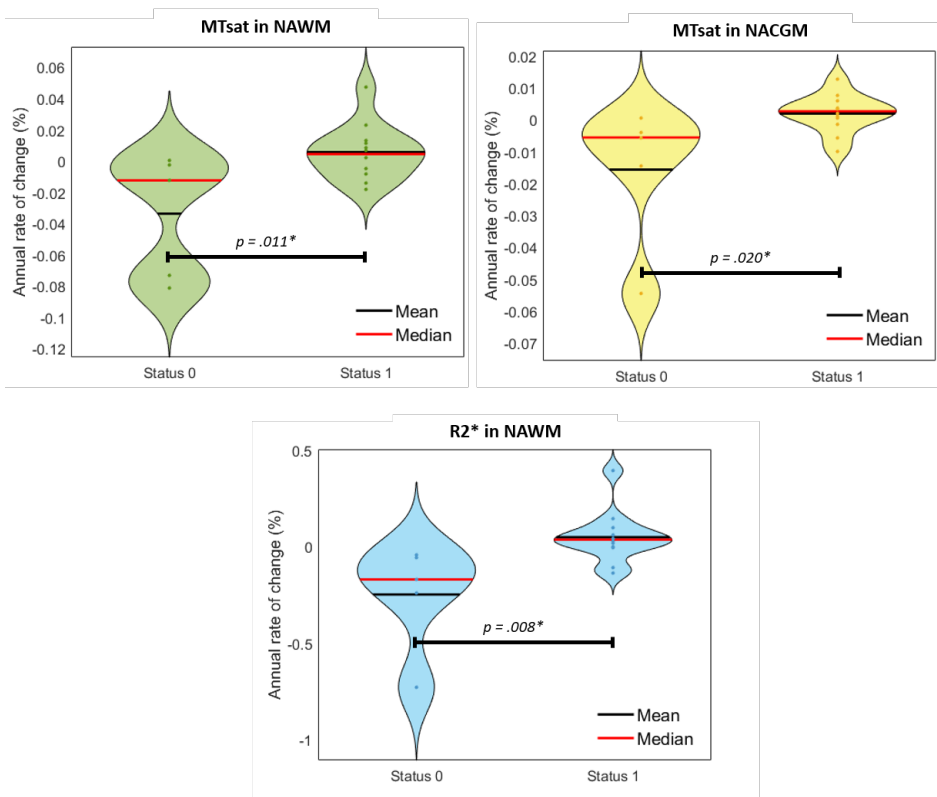 MTsat in NAWM
Annual rate of change (%)
0.06
0.04
0.02
0
-0.02
-0.04
-0.06
-0.08
-0.1
-0.12
p = .011*
Mean
Median
Status 0
Status 1
MTsat in NACGM
Annual rate of change (%)
0.02
0.01
0
-0.01
-0.02
-0.03
-0.04
-0.05
-0.06
-0.07
p = .020*
Mean
Median
Status 0
Status 1
R2* in NAWM
Annual rate of change (%)
0.5
0
-0.5
-1
p = .008*
Mean
Median
Status 0
Status 1